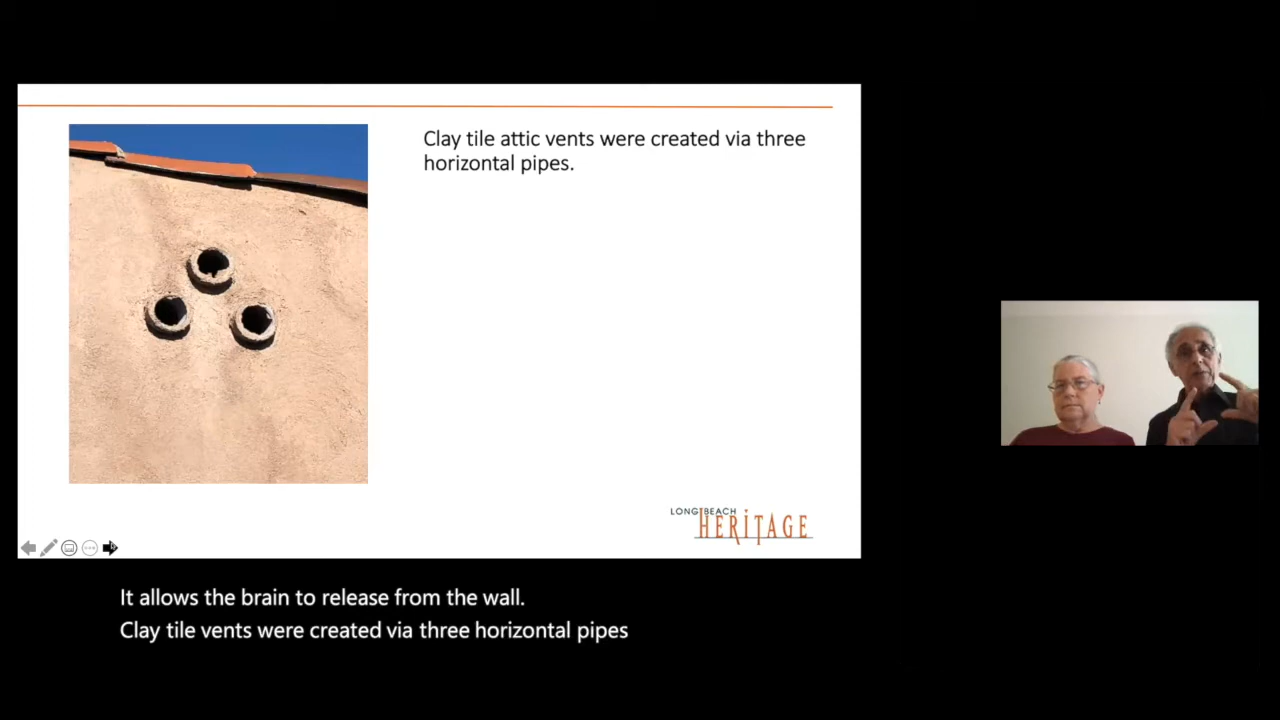 Clay tile attic vents were created via three
horizontal pipes.
LONG BEACH
HERITAGE
It allows the brain to release from the wall.
Clay tile vents were created via three horizontal pipes